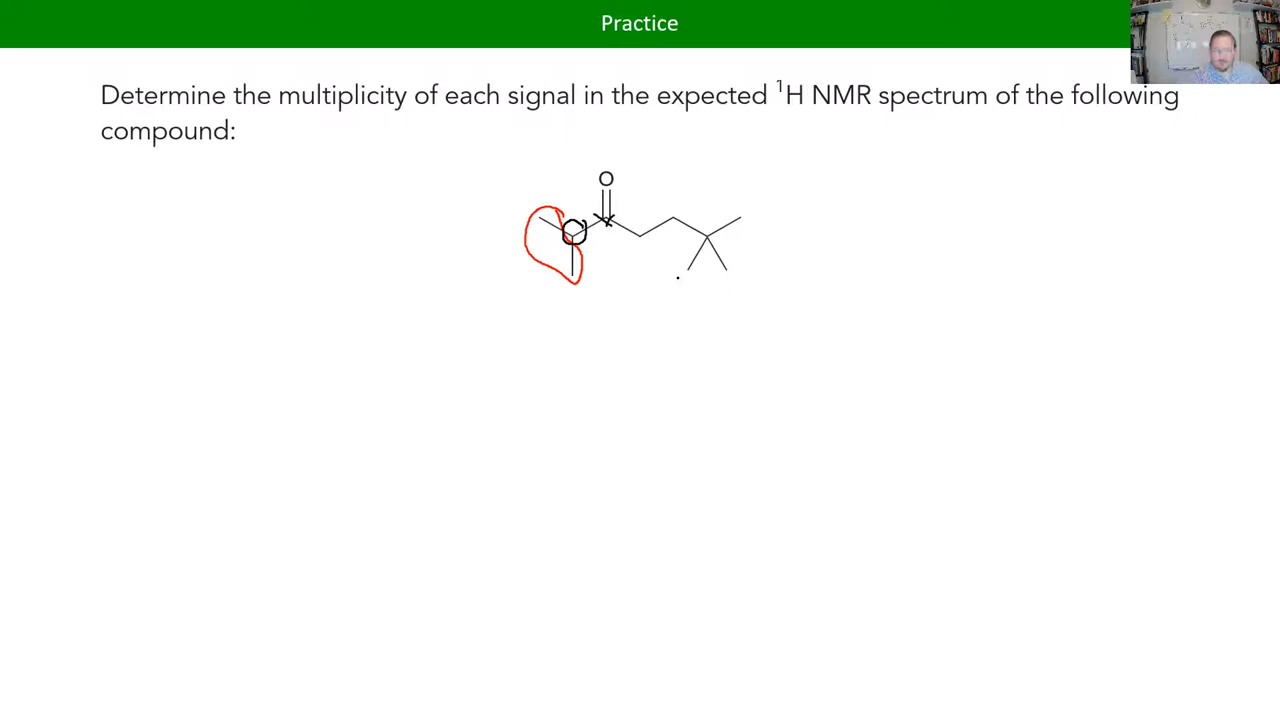 Practice
Determine the multiplicity of each signal in the expected ¹H NMR spectrum of the following
compound:
O